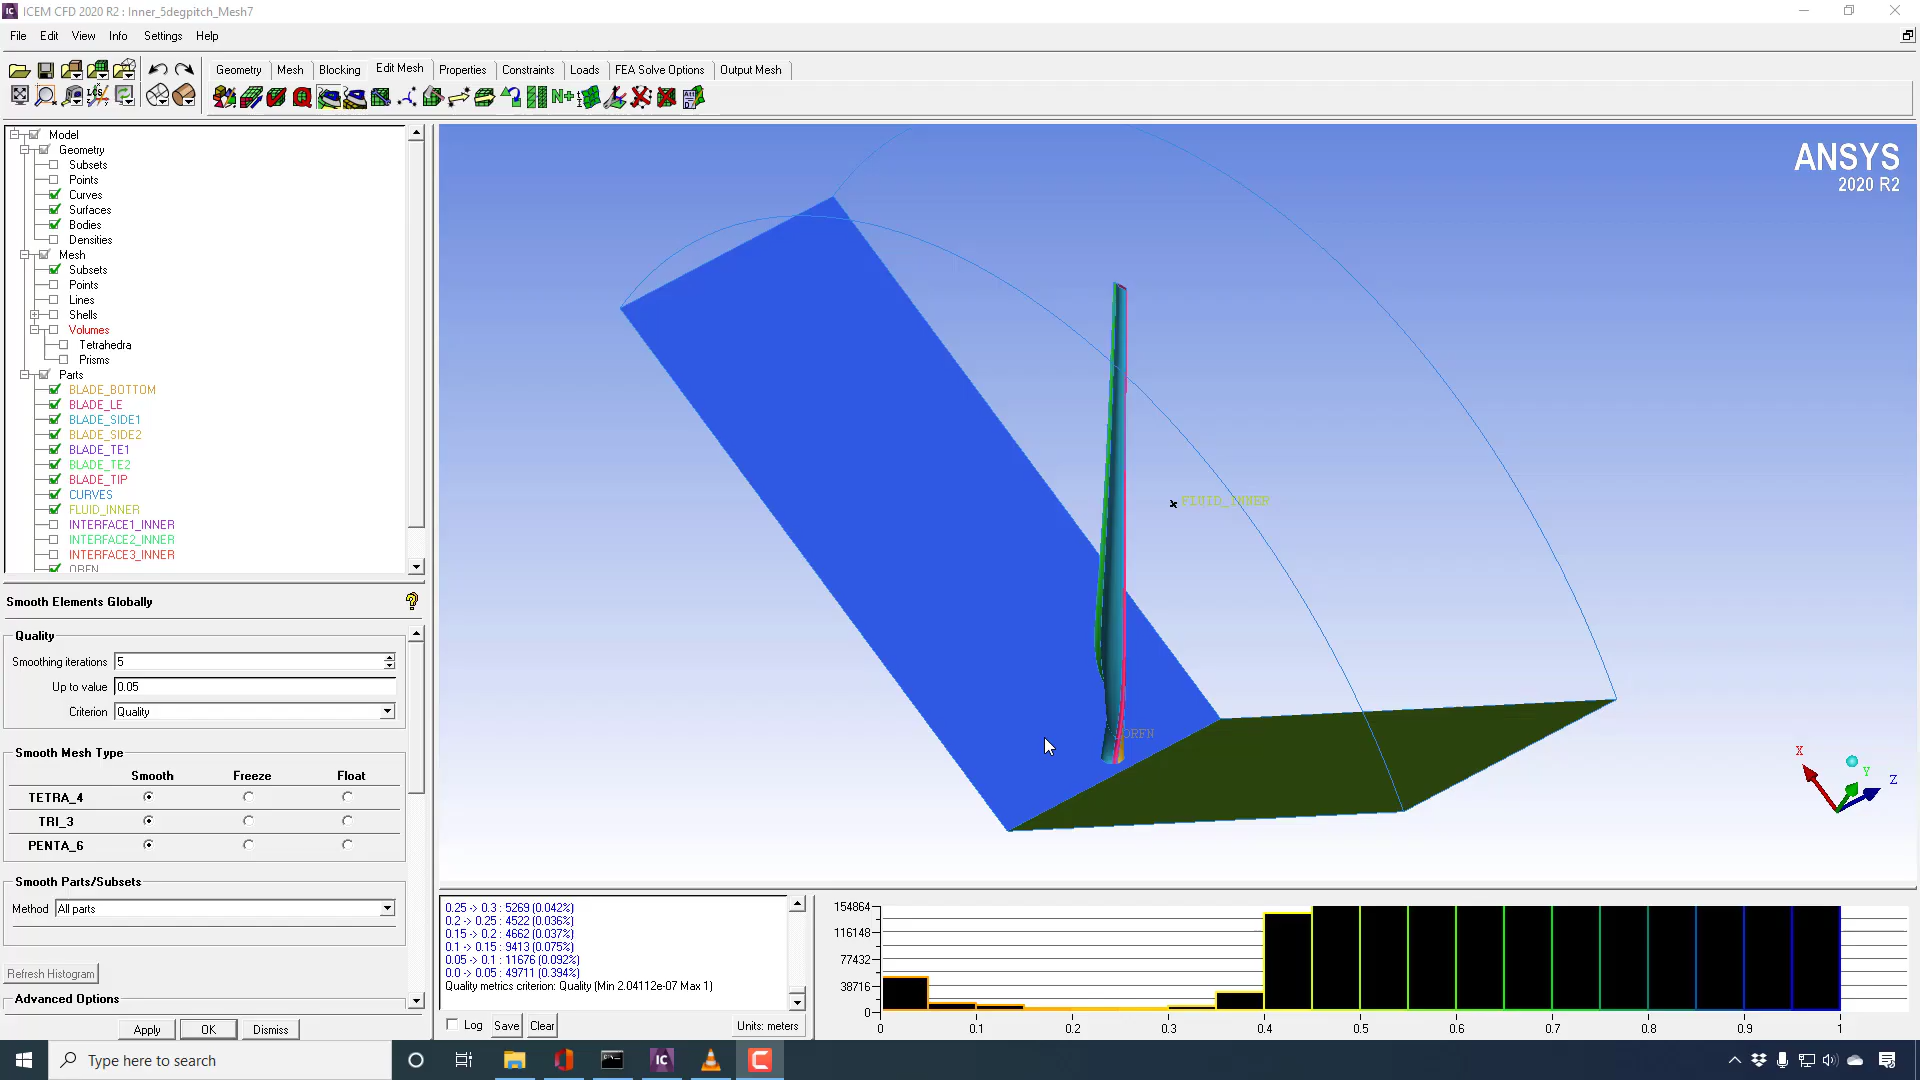 ICEM CFD 2020 R2 : Inner_5degpitch_Mesh7
File Edit View Info Settings Help
Geometry Mesh Blocking Edit Mesh Properties Constraints Loads FEA Solve Options Output Mesh
Model
Geometry
Subsets
Points
Curves
Surfaces
Bodies
Densities
Mesh
Subsets
Points
Lines
Shells
Volumes
Tetrahedra
Prisms
Parts
BLADE_BOTTOM
BLADE_LE
BLADE_SIDE1
BLADE_SIDE2
BLADE_TE1
BLADE_TE2
BLADE_TIP
CURVES
FLUID_INNER
INTERFACE1_INNER
INTERFACE2_INNER
INTERFACE3_INNER
ORFN
Smooth Elements Globally
Quality
Smoothing iterations 5
Up to value 0.05
Criterion Quality
Smooth Mesh Type
Smooth Freeze Float
TETRA_4
TRI_3
PENTA_6
Smooth Parts/Subsets
Method All parts
Refresh Histogram
Advanced Options
Apply OK Dismiss
ANSYS
2020 R2
FLUID_INNER
ORFN
X
Y
Z
0.25 -> 0.3 : 5269 (0.042%)
0.2 -> 0.25 : 4522 (0.036%)
0.15 -> 0.2 : 4662 (0.037%)
0.1 -> 0.15 : 9413 (0.075%)
0.05 -> 0.1 : 11676 (0.092%)
0.0 -> 0.05 : 49711 (0.394%)
Quality metrics criterion: Quality (Min 2.04112e-07 Max 1)
Log Save Clear Units: meters
154864
116148
77432
38716
0
0 0.1 0.2 0.3 0.4 0.5 0.6 0.7 0.8 0.9 1
Type here to search